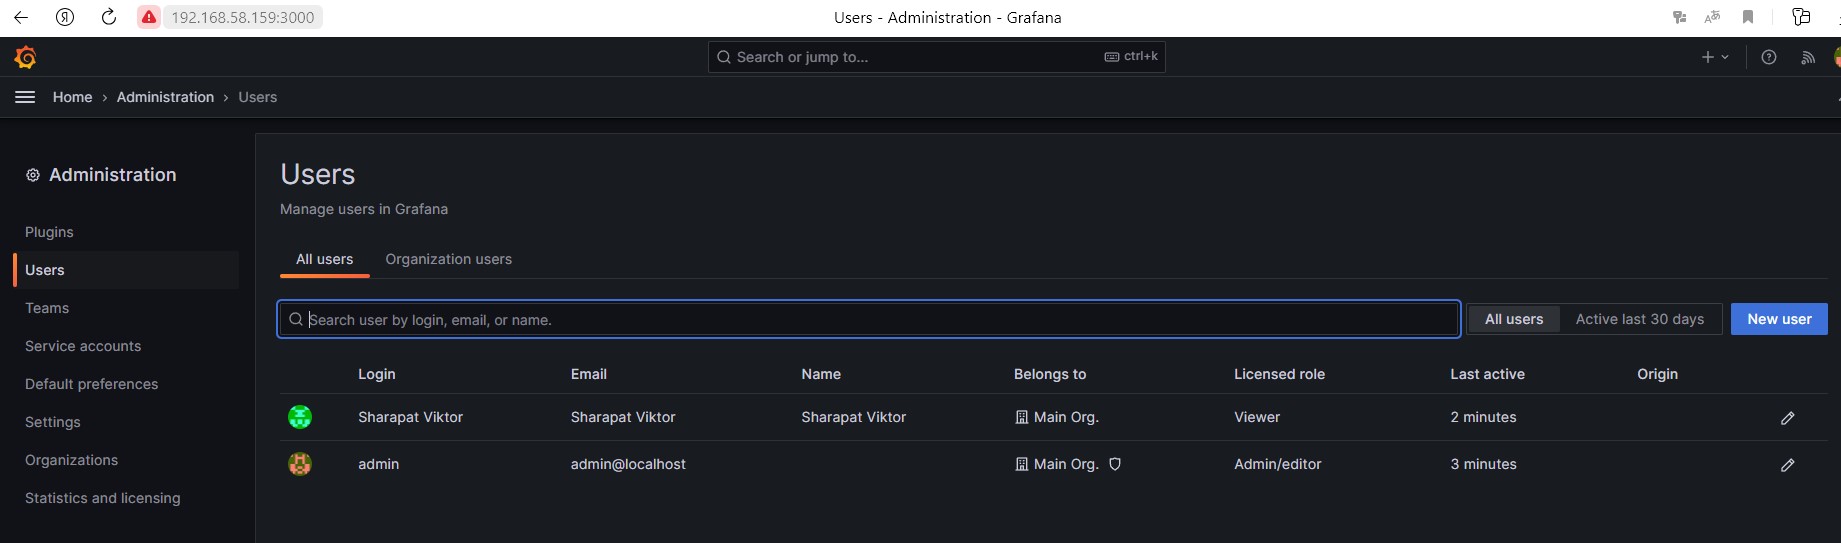 Я 192.168.58.159:3000 Users - Administration - Grafana
Search or jump to... ctrl+k
Home › Administration › Users
Administration
Plugins
Users
Teams
Service accounts
Default preferences
Settings
Organizations
Statistics and licensing
Users
Manage users in Grafana
All users Organization users
Search user by login, email, or name. All users Active last 30 days New user
Login Email Name Belongs to Licensed role Last active Origin
Sharapat Viktor Sharapat Viktor Sharapat Viktor Main Org. Viewer 2 minutes
admin admin@localhost Main Org. Admin/editor 3 minutes